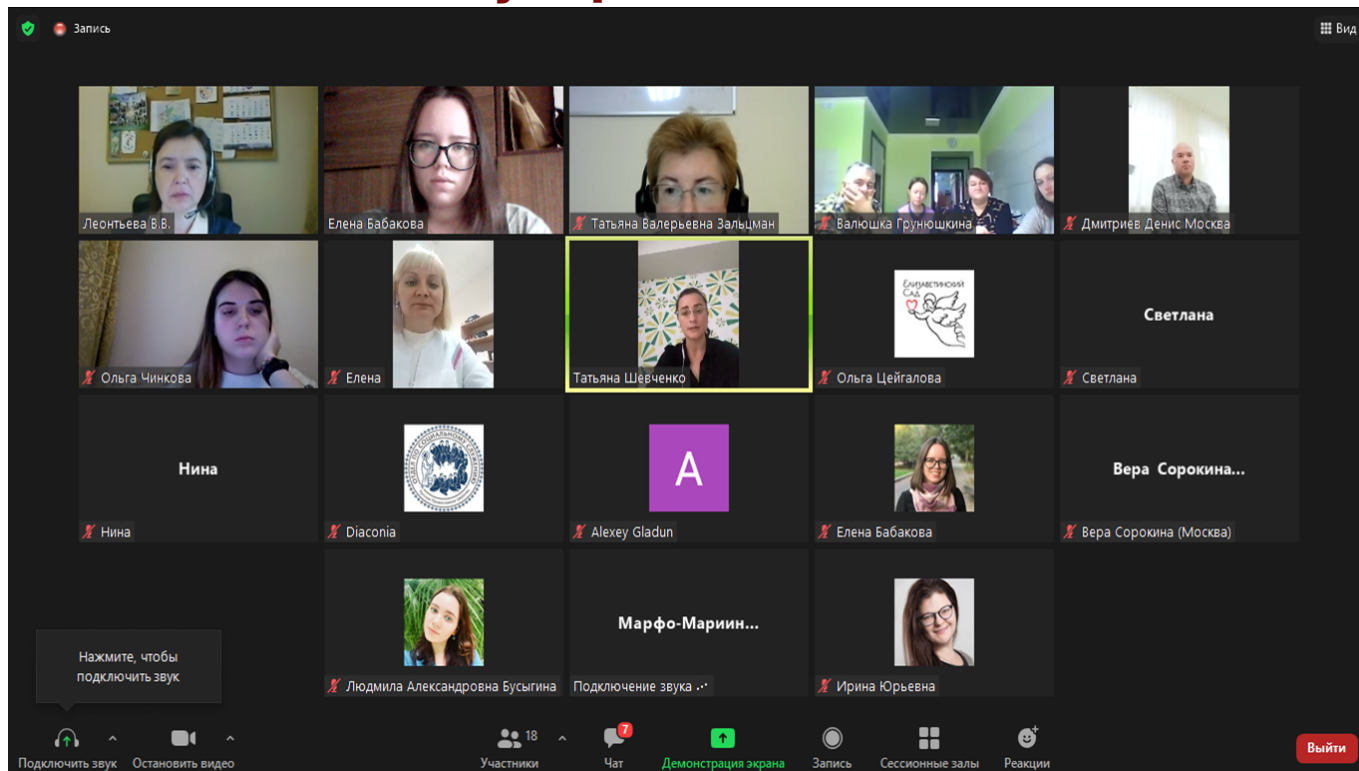 Запись
Вид
Леонтьева В.В.
Елена Бабакова
Татьяна Валерьевна Зальцман
Валюшка Грунюшкина
Дмитриев Денис Москва
Ольга Чинкова
Елена
Татьяна Шевченко
Елизаветинский
Сад
Ольга Цейгалова
Светлана
Светлана
Нина
Нина
Diaconia
A
Alexey Gladun
Елена Бабакова
Вера Сорокина...
Вера Сорокина (Москва)
Людмила Александровна Бусыгина
Марфо-Мариин...
Подключение звука
Ирина Юрьевна
Нажмите, чтобы
подключить звук
Подключить звук
Остановить видео
18
Участники
7
Чат
Демонстрация экрана
Запись
Сессионные залы
Реакции
Выйти